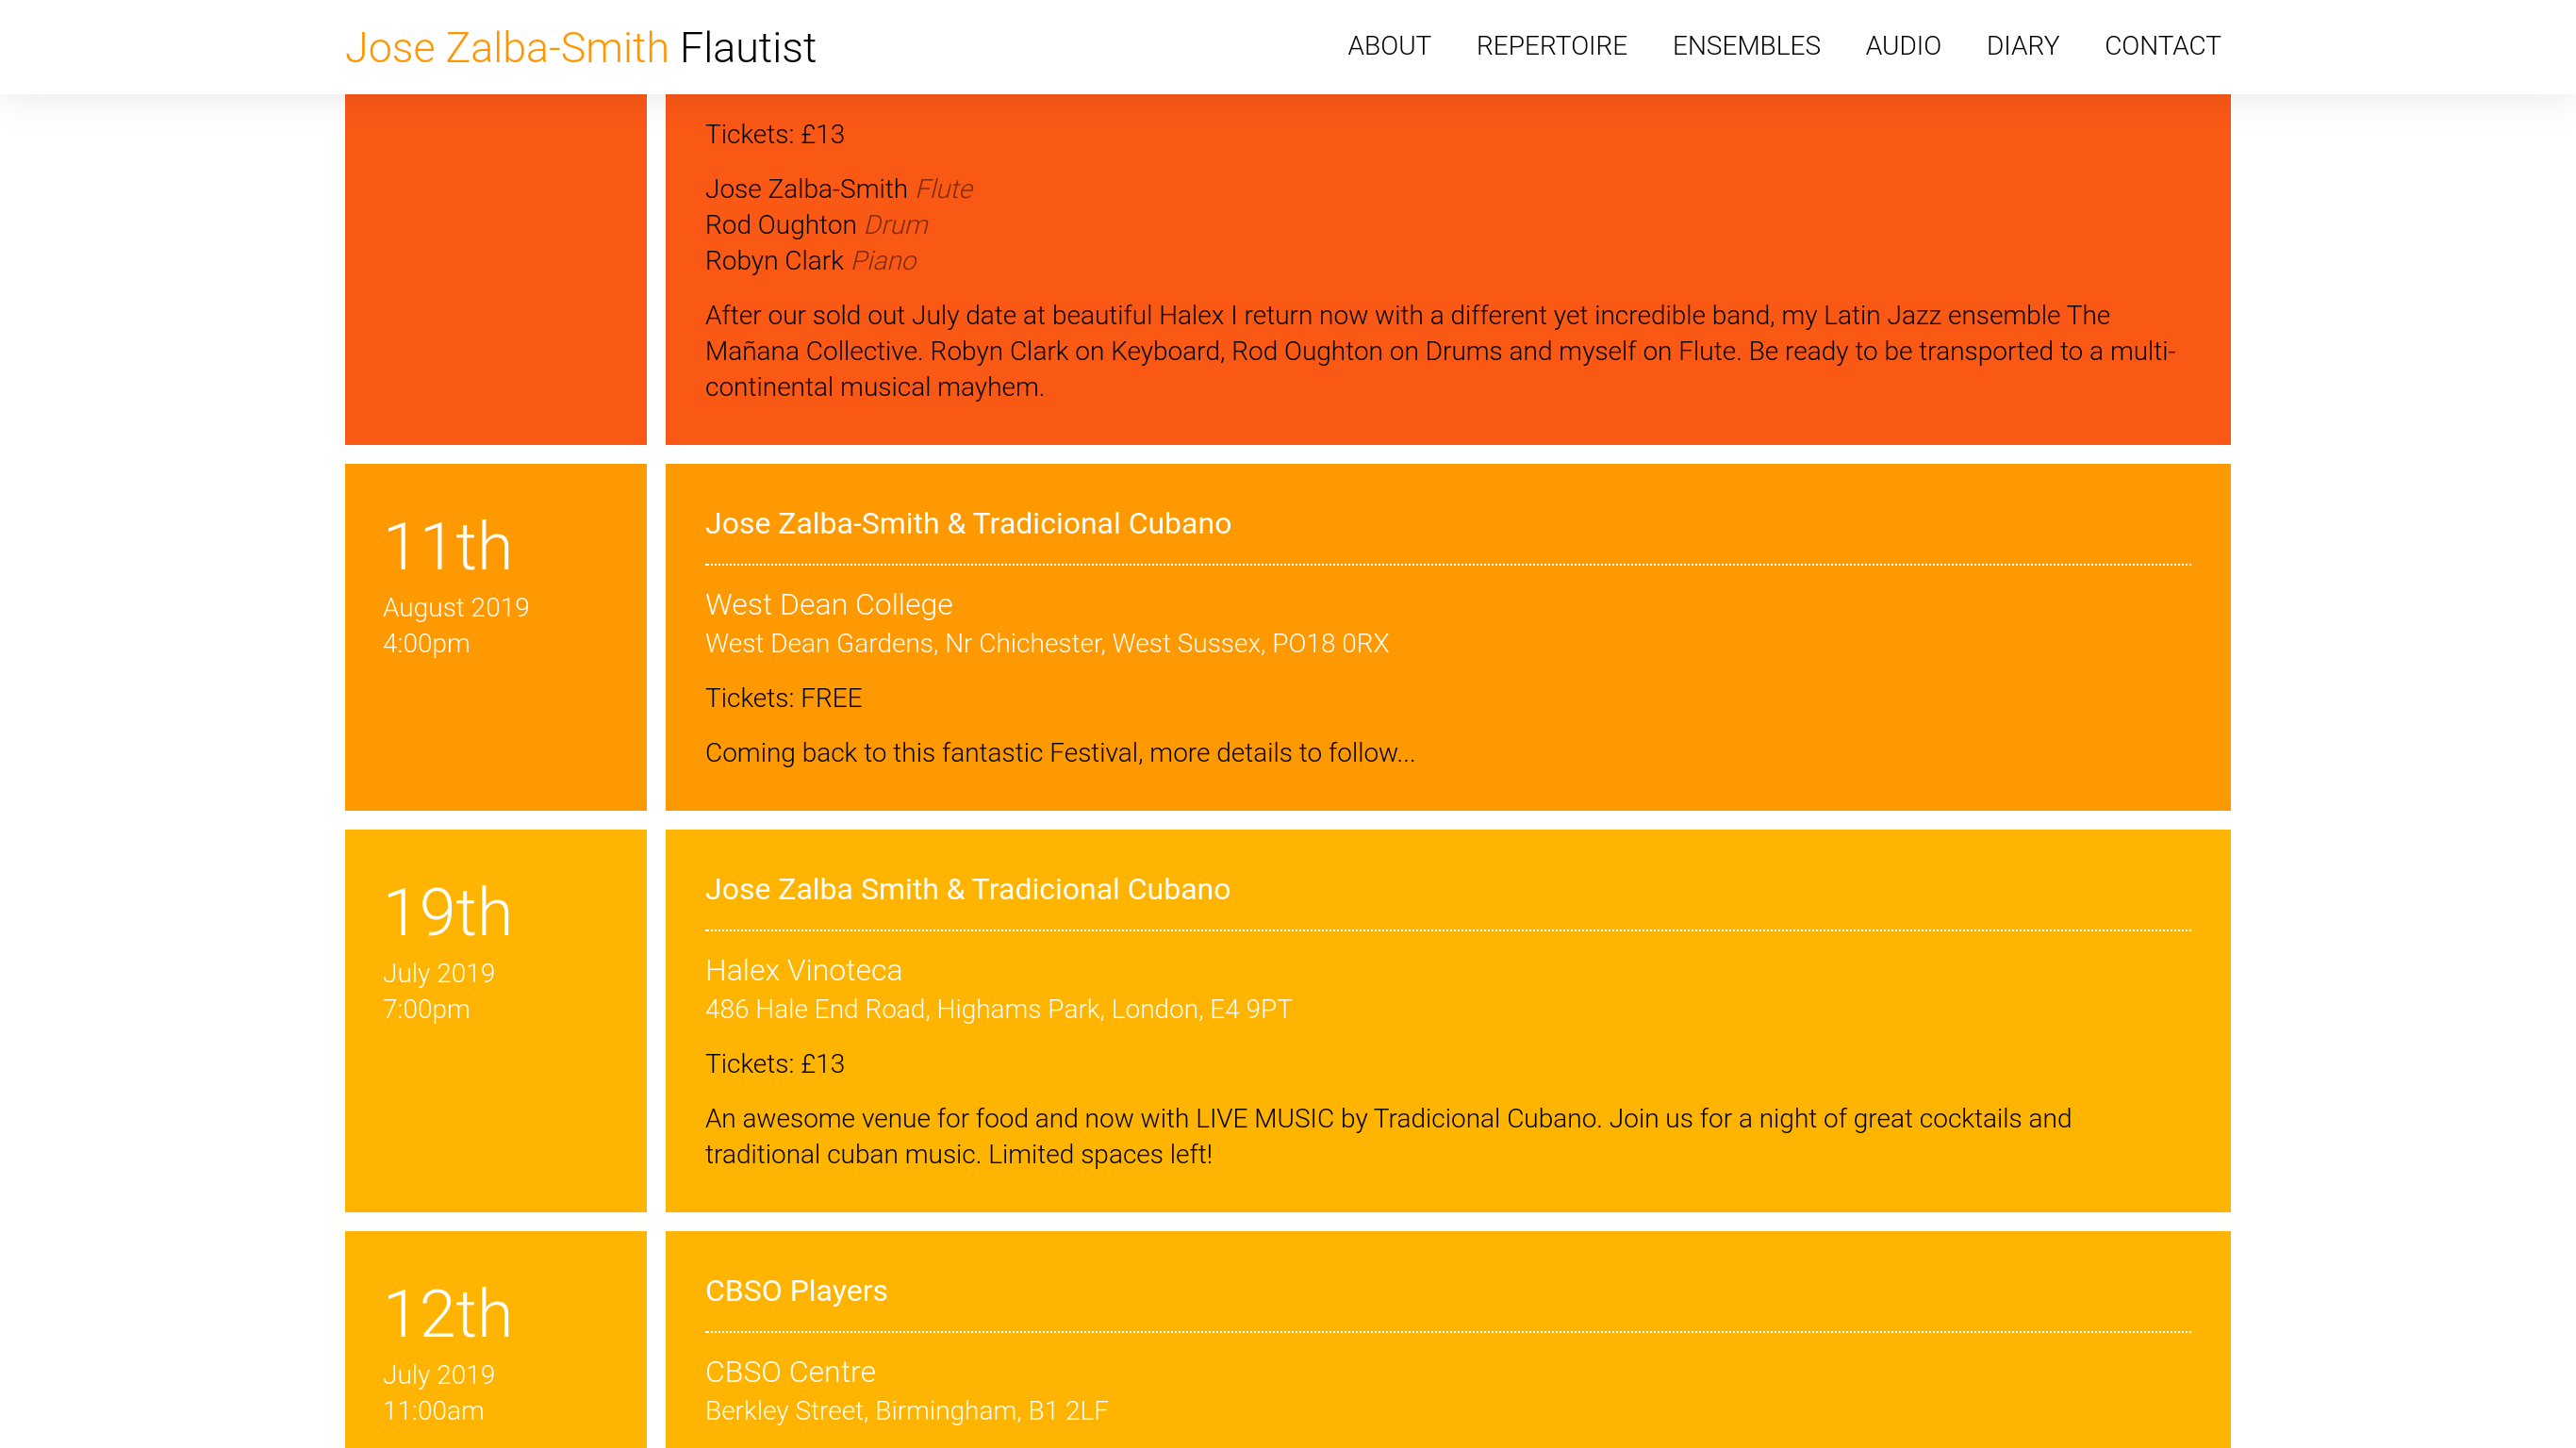 Jose Zalba-Smith Flautist
ABOUT REPERTOIRE ENSEMBLES AUDIO DIARY CONTACT
Tickets: £13
Jose Zalba-Smith Flute
Rod Oughton Drum
Robyn Clark Piano
After our sold out July date at beautiful Halex I return now with a different yet incredible band, my Latin Jazz ensemble The
Mañana Collective. Robyn Clark on Keyboard, Rod Oughton on Drums and myself on Flute. Be ready to be transported to a multi-
continental musical mayhem.
11th
August 2019
4:00pm
Jose Zalba-Smith & Tradicional Cubano
West Dean College
West Dean Gardens, Nr Chichester, West Sussex, PO18 0RX
Tickets: FREE
Coming back to this fantastic Festival, more details to follow...
19th
July 2019
7:00pm
Jose Zalba Smith & Tradicional Cubano
Halex Vinoteca
486 Hale End Road, Highams Park, London, E4 9PT
Tickets: £13
An awesome venue for food and now with LIVE MUSIC by Tradicional Cubano. Join us for a night of great cocktails and
traditional cuban music. Limited spaces left!
12th
July 2019
11:00am
CBSO Players
CBSO Centre
Berkley Street, Birmingham, B1 2LF